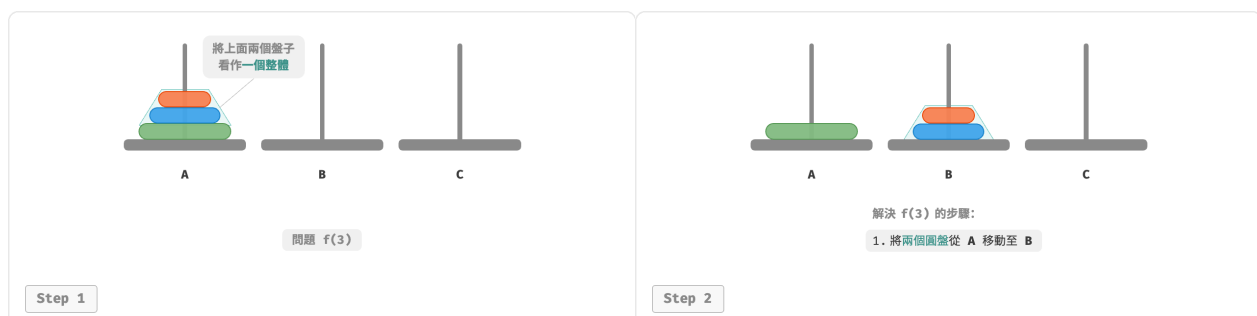 將上面兩個盤子
看作一個整體
A
B
C
問題 f(3)
Step 1
A
B
C
解決 f(3) 的步驟：
1. 將兩個圓盤從 A 移動至 B
Step 2